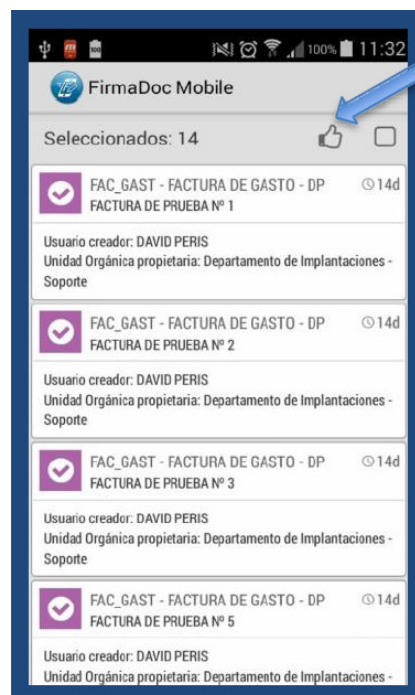 100% 11:32
FirmaDoc Mobile
Seleccionados: 14
FAC_GAST - FACTURA DE GASTO - DP 14d
FACTURA DE PRUEBA Nº 1
Usuario creador: DAVID PERIS
Unidad Orgánica propietaria: Departamento de Implantaciones -
Soporte
FAC_GAST - FACTURA DE GASTO - DP 14d
FACTURA DE PRUEBA Nº 2
Usuario creador: DAVID PERIS
Unidad Orgánica propietaria: Departamento de Implantaciones -
Soporte
FAC_GAST - FACTURA DE GASTO - DP 14d
FACTURA DE PRUEBA Nº 3
Usuario creador: DAVID PERIS
Unidad Orgánica propietaria: Departamento de Implantaciones -
Soporte
FAC_GAST - FACTURA DE GASTO - DP 14d
FACTURA DE PRUEBA Nº 5
Usuario creador: DAVID PERIS
Unidad Orgánica propietaria: Departamento de Implantaciones -